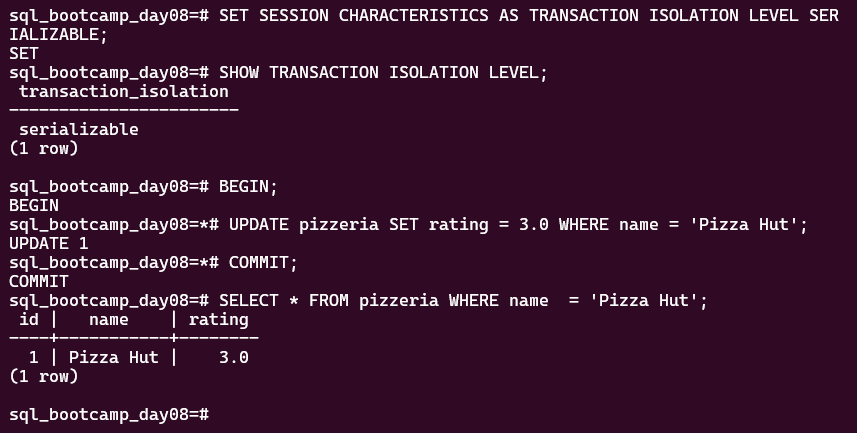 sql_bootcamp_day08=# SET SESSION CHARACTERISTICS AS TRANSACTION ISOLATION LEVEL SER
IALIZABLE;
SET
sql_bootcamp_day08=# SHOW TRANSACTION ISOLATION LEVEL;
 transaction_isolation
-----------------------
 serializable
(1 row)

sql_bootcamp_day08=# BEGIN;
BEGIN
sql_bootcamp_day08=*# UPDATE pizzeria SET rating = 3.0 WHERE name = 'Pizza Hut';
UPDATE 1
sql_bootcamp_day08=*# COMMIT;
COMMIT
sql_bootcamp_day08=# SELECT * FROM pizzeria WHERE name  = 'Pizza Hut';
 id |   name    | rating
----+-----------+--------
  1 | Pizza Hut |    3.0
(1 row)

sql_bootcamp_day08=#